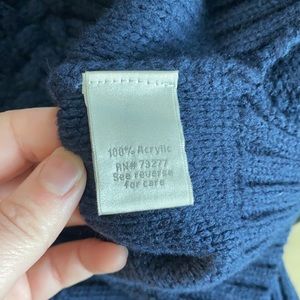 100% Acrylic
RN# 73277
See reverse
for care